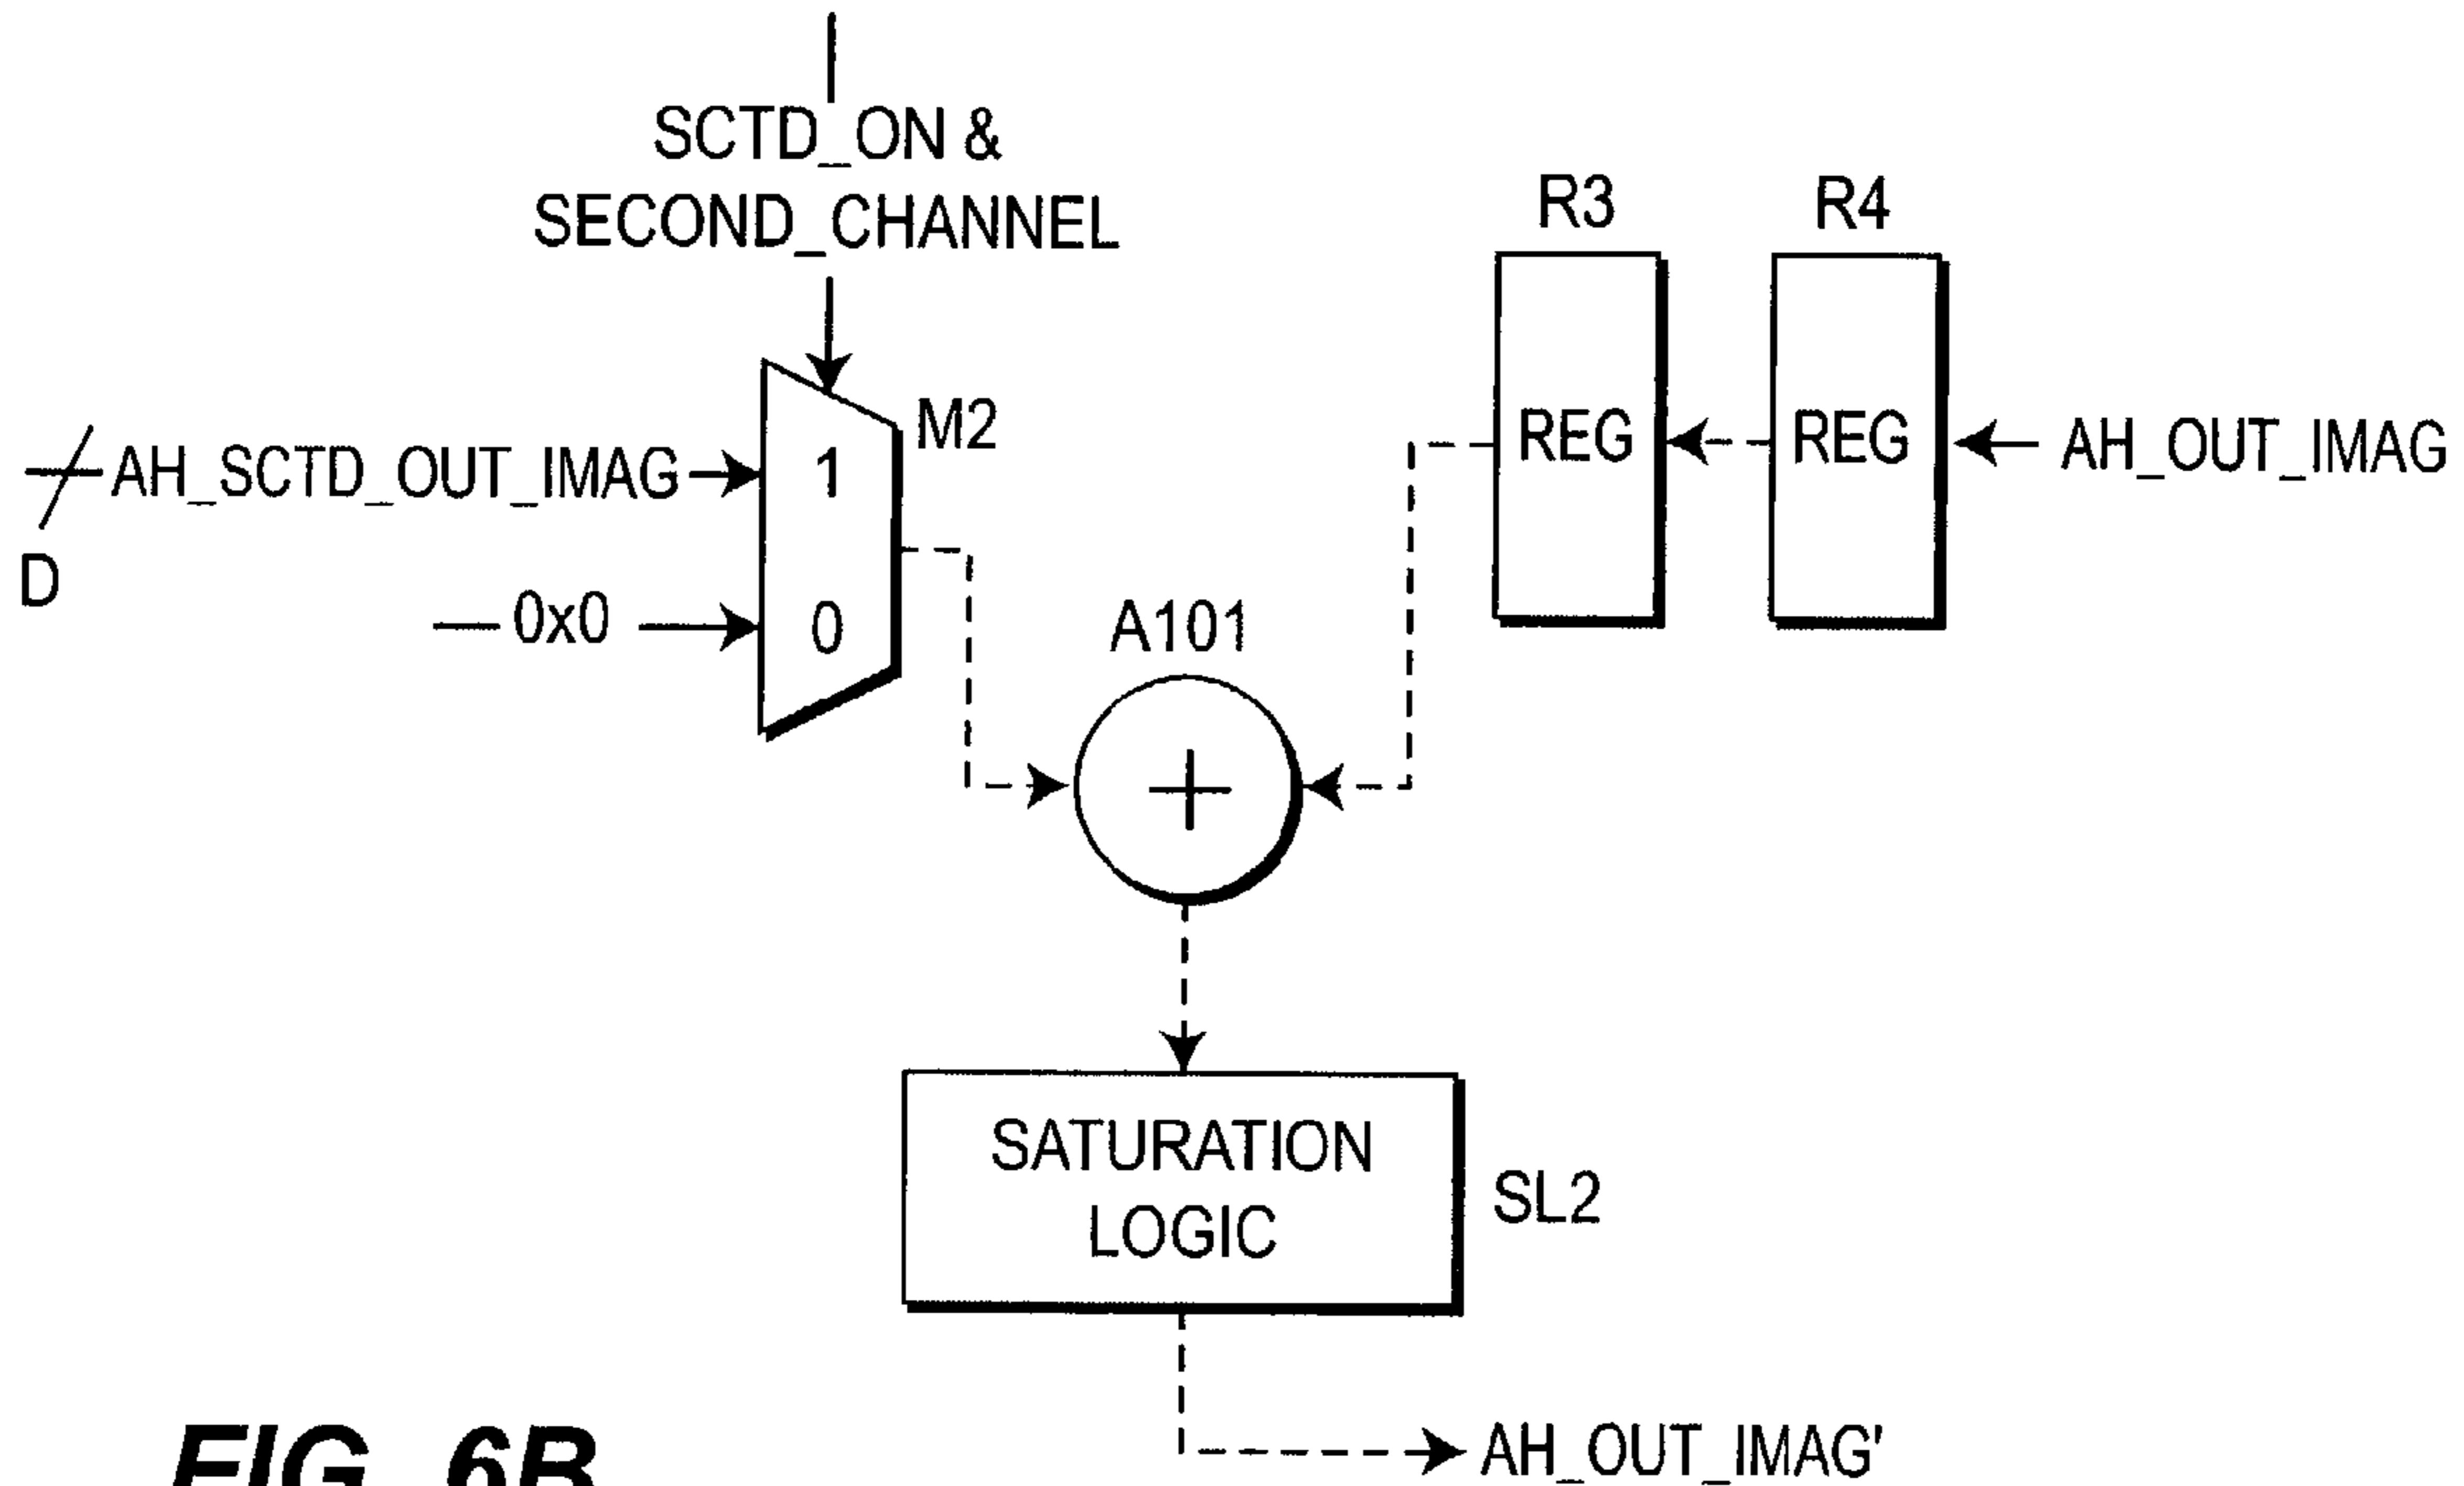 SCTD_ON &
SECOND_CHANNEL
R3
R4
M2
AH_SCTD_OUT_IMAG
1
REG
REG
AH_OUT_IMAG
D
0x0
0
A101
+
SATURATION
LOGIC
SL2
AH_OUT_IMAG'
FIG. 6B